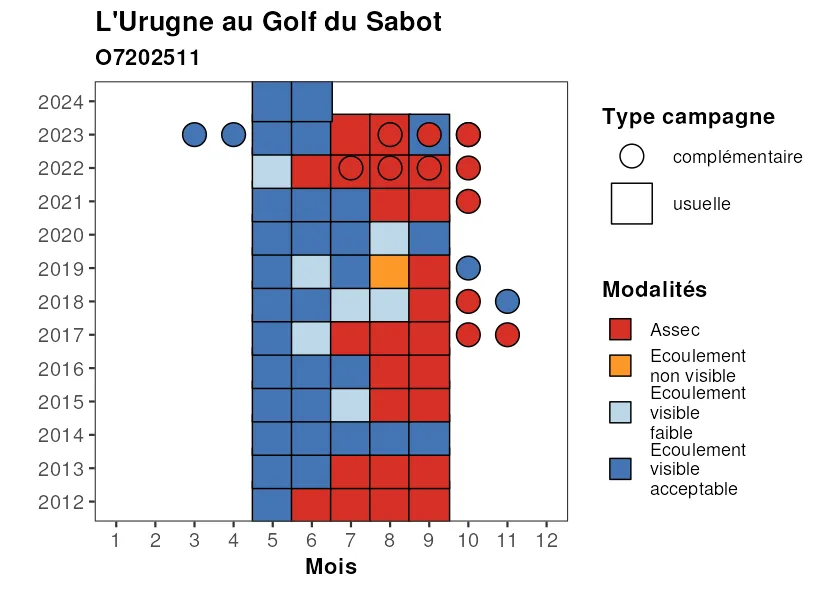 L'Urugne au Golf du Sabot
O7202511
2024
2023
2022
2021
2020
2019
2018
2017
2016
2015
2014
2013
2012
1 2 3 4 5 6 7 8 9 10 11 12
Mois
Type campagne
complémentaire
usuelle
Modalités
Assec
Ecoulement
non visible
Ecoulement
visible
faible
Ecoulement
visible
acceptable